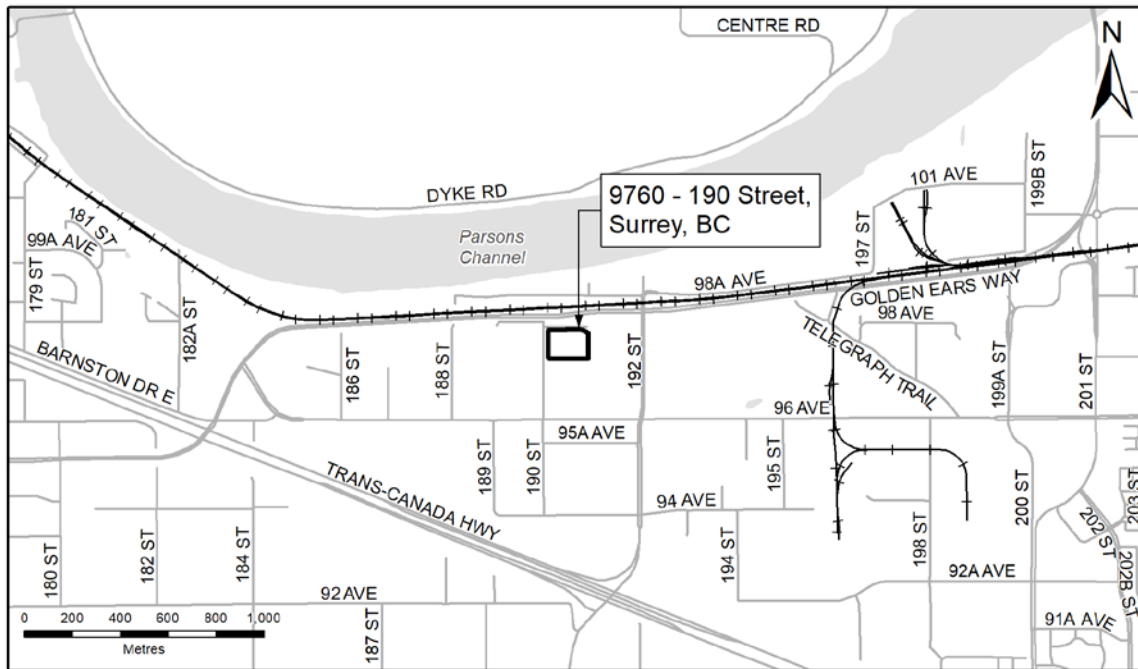 CENTRE RD
N
DYKE RD
9760 - 190 Street,
Surrey, BC
101 AVE
199B ST
181 ST
99A AVE
179 ST
182A ST
Parsons
Channel
197 ST
98A AVE
GOLDEN EARS WAY
98 AVE
TELEGRAPH TRAIL
BARNSTON DR E
186 ST
188 ST
192 ST
199A ST
201 ST
96 AVE
95A AVE
189 ST
190 ST
195 ST
TRANS-CANADA HWY
94 AVE
200 ST
203 ST
202 ST
180 ST
182 ST
184 ST
194 ST
198 ST
92A AVE
202B ST
92 AVE
187 ST
91A AVE
0 200 400 600 800 1,000
Metres